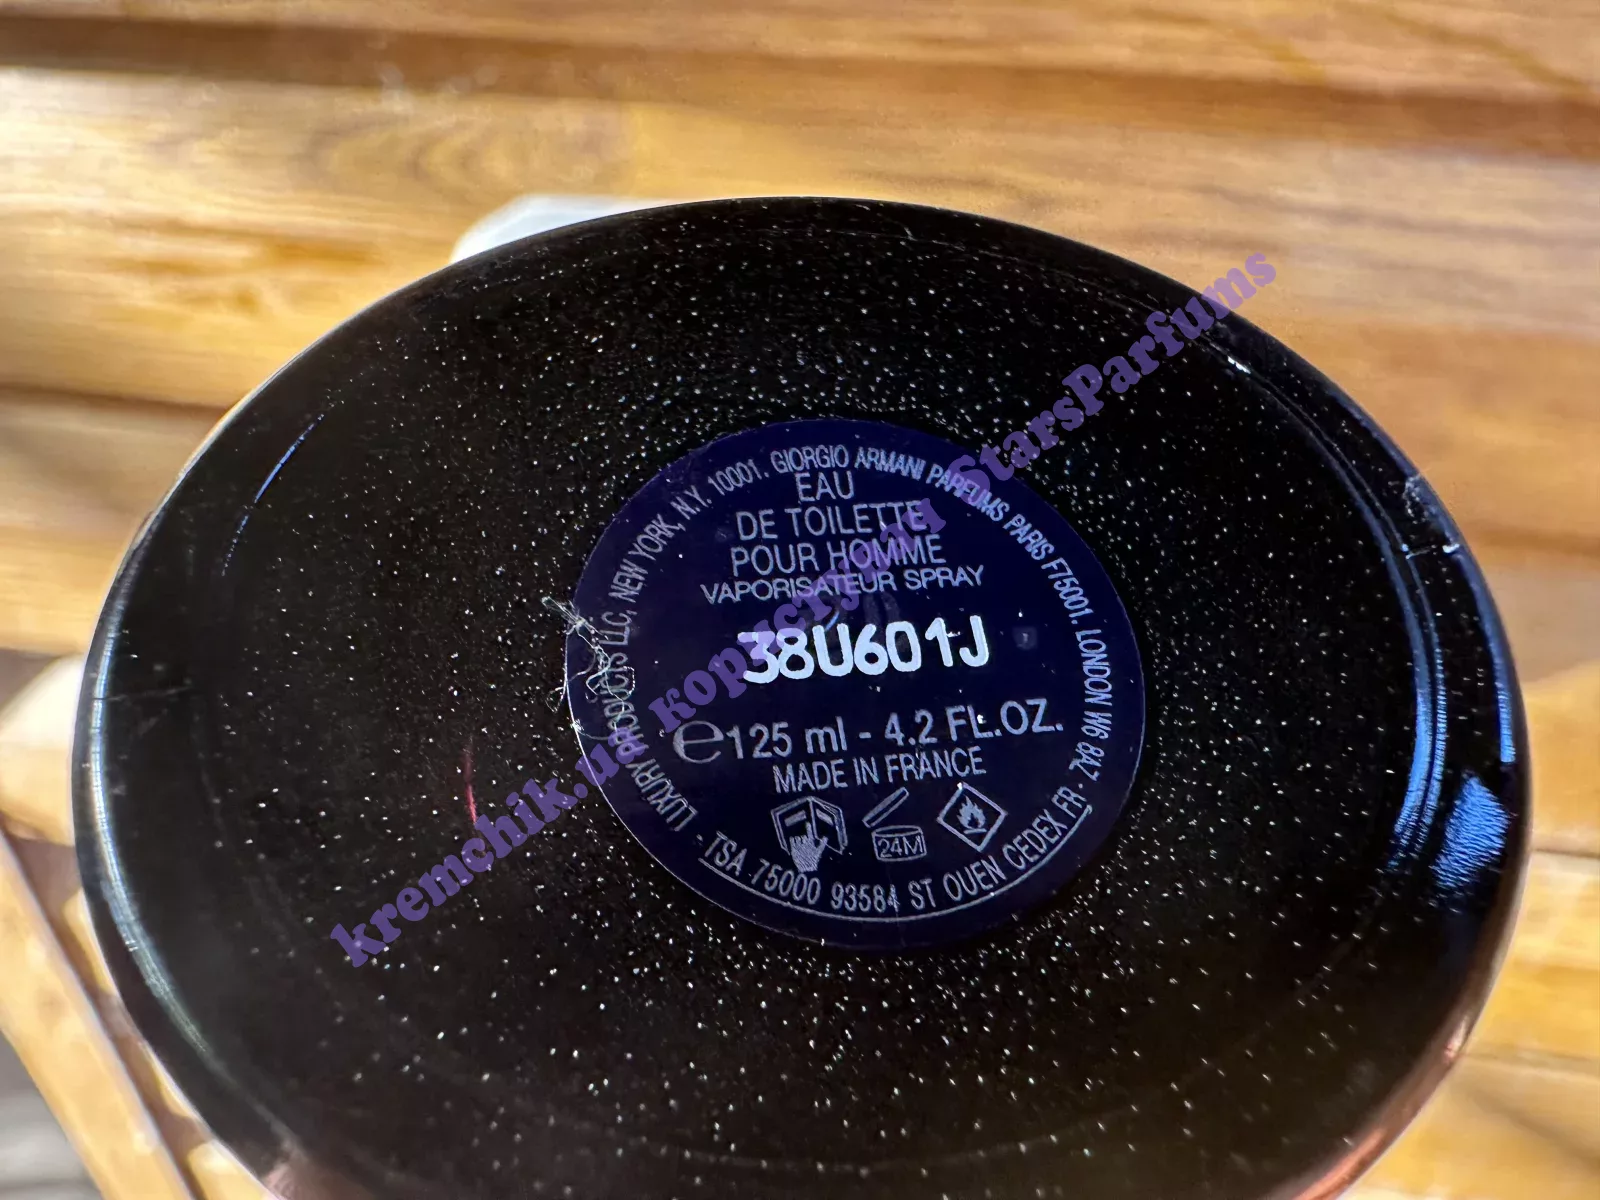 LUXURY PRODUCTS LLC, NEW YORK, N.Y. 10001. GIORGIO ARMANI PARFUMS PARIS F75001. LONDON W6 8AZ.
EAU
DE TOILETTE
POUR HOMME
VAPORISATEUR SPRAY
38U601J
e125 ml - 4.2 FL.OZ.
MADE IN FRANCE
24M
- TSA 75000 93584 ST OUEN CEDEX FR -
kremchik.ua користувач StarsParfums